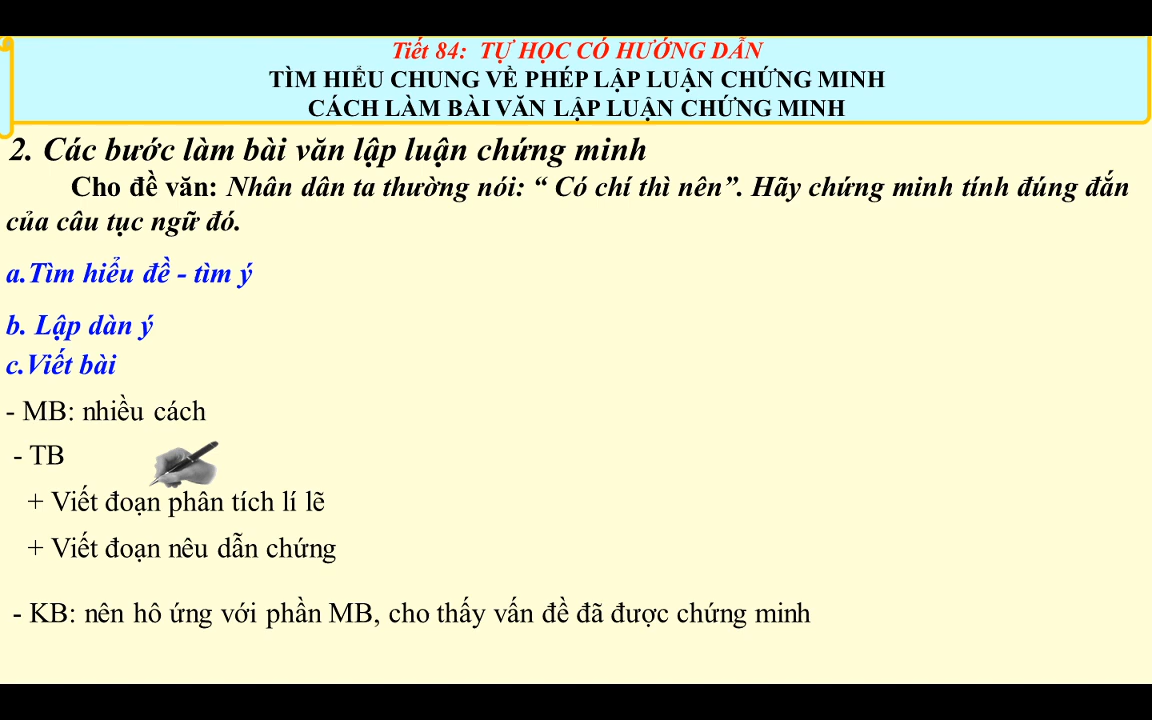 Tiết 84: TỰ HỌC CÓ HƯỚNG DẪN
TÌM HIỂU CHUNG VỀ PHÉP LẬP LUẬN CHỨNG MINH
CÁCH LÀM BÀI VĂN LẬP LUẬN CHỨNG MINH
2. Các bước làm bài văn lập luận chứng minh
Cho đề văn: Nhân dân ta thường nói: “ Có chí thì nên”. Hãy chứng minh tính đúng đắn
của câu tục ngữ đó.
a.Tìm hiểu đề - tìm ý
b. Lập dàn ý
c.Viết bài
- MB: nhiều cách
- TB
+ Viết đoạn phân tích lí lẽ
+ Viết đoạn nêu dẫn chứng
- KB: nên hô ứng với phần MB, cho thấy vấn đề đã được chứng minh